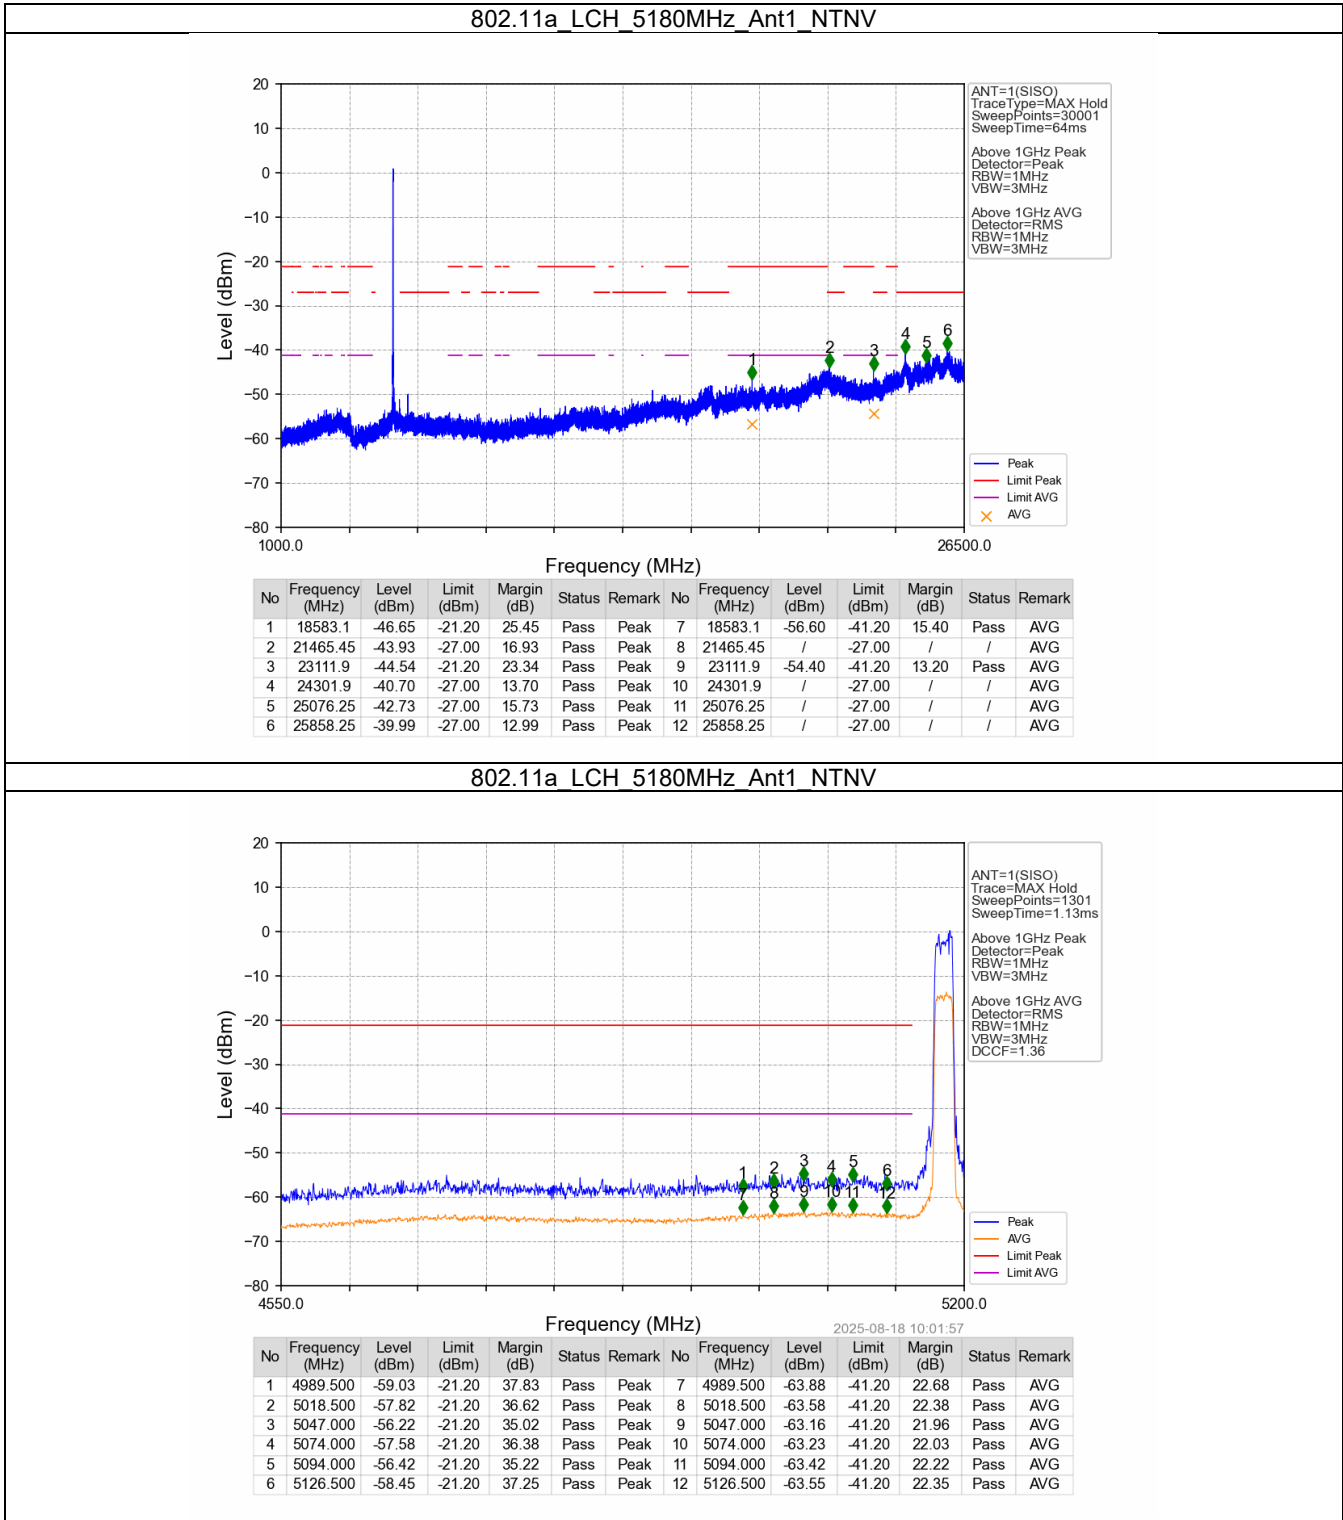 802.11a_LCH_5180MHz_Ant1_NTNV
20
10
0
−10
−20
−30
−40
−50
−60
−70
−80
Level (dBm)
1 2 3 4 5 6
1000.0 26500.0
Frequency (MHz)
ANT=1(SISO)
TraceType=MAX Hold
SweepPoints=30001
SweepTime=64ms
Above 1GHz Peak
Detector=Peak
RBW=1MHz
VBW=3MHz
Above 1GHz AVG
Detector=RMS
RBW=1MHz
VBW=3MHz
Peak
Limit Peak
Limit AVG
AVG
No Frequency (MHz) Level (dBm) Limit (dBm) Margin (dB) Status Remark No Frequency (MHz) Level (dBm) Limit (dBm) Margin (dB) Status Remark
1 18583.1 -46.65 -21.20 25.45 Pass Peak 7 18583.1 -56.60 -41.20 15.40 Pass AVG
2 21465.45 -43.93 -27.00 16.93 Pass Peak 8 21465.45 / -27.00 / / AVG
3 23111.9 -44.54 -21.20 23.34 Pass Peak 9 23111.9 -54.40 -41.20 13.20 Pass AVG
4 24301.9 -40.70 -27.00 13.70 Pass Peak 10 24301.9 / -27.00 / / AVG
5 25076.25 -42.73 -27.00 15.73 Pass Peak 11 25076.25 / -27.00 / / AVG
6 25858.25 -39.99 -27.00 12.99 Pass Peak 12 25858.25 / -27.00 / / AVG
802.11a_LCH_5180MHz_Ant1_NTNV
20
10
0
−10
−20
−30
−40
−50
−60
−70
−80
Level (dBm)
1 2 3 4 5 6
7 8 9 10 11 12
4550.0 5200.0
Frequency (MHz)
2025-08-18 10:01:57
ANT=1(SISO)
Trace=MAX Hold
SweepPoints=1301
SweepTime=1.13ms
Above 1GHz Peak
Detector=Peak
RBW=1MHz
VBW=3MHz
Above 1GHz AVG
Detector=RMS
RBW=1MHz
VBW=3MHz
DCCF=1.36
Peak
AVG
Limit Peak
Limit AVG
No Frequency (MHz) Level (dBm) Limit (dBm) Margin (dB) Status Remark No Frequency (MHz) Level (dBm) Limit (dBm) Margin (dB) Status Remark
1 4989.500 -59.03 -21.20 37.83 Pass Peak 7 4989.500 -63.88 -41.20 22.68 Pass AVG
2 5018.500 -57.82 -21.20 36.62 Pass Peak 8 5018.500 -63.58 -41.20 22.38 Pass AVG
3 5047.000 -56.22 -21.20 35.02 Pass Peak 9 5047.000 -63.16 -41.20 21.96 Pass AVG
4 5074.000 -57.58 -21.20 36.38 Pass Peak 10 5074.000 -63.23 -41.20 22.03 Pass AVG
5 5094.000 -56.42 -21.20 35.22 Pass Peak 11 5094.000 -63.42 -41.20 22.22 Pass AVG
6 5126.500 -58.45 -21.20 37.25 Pass Peak 12 5126.500 -63.55 -41.20 22.35 Pass AVG